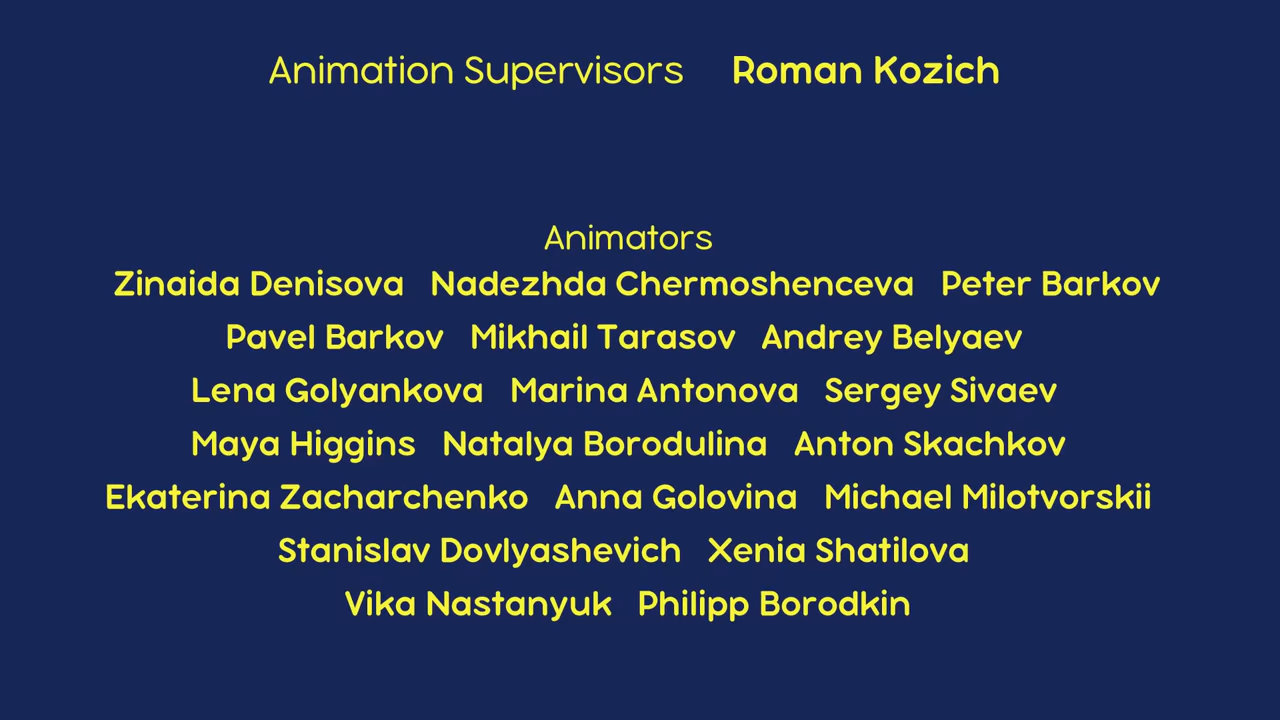 Animation Supervisors Roman Kozich
Animators
Zinaida Denisova Nadezhda Chermoshenceva Peter Barkov
Pavel Barkov Mikhail Tarasov Andrey Belyaev
Lena Golyankova Marina Antonova Sergey Sivaev
Maya Higgins Natalya Borodulina Anton Skachkov
Ekaterina Zacharchenko Anna Golovina Michael Milotvorskii
Stanislav Dovlyashevich Xenia Shatilova
Vika Nastanyuk Philipp Borodkin